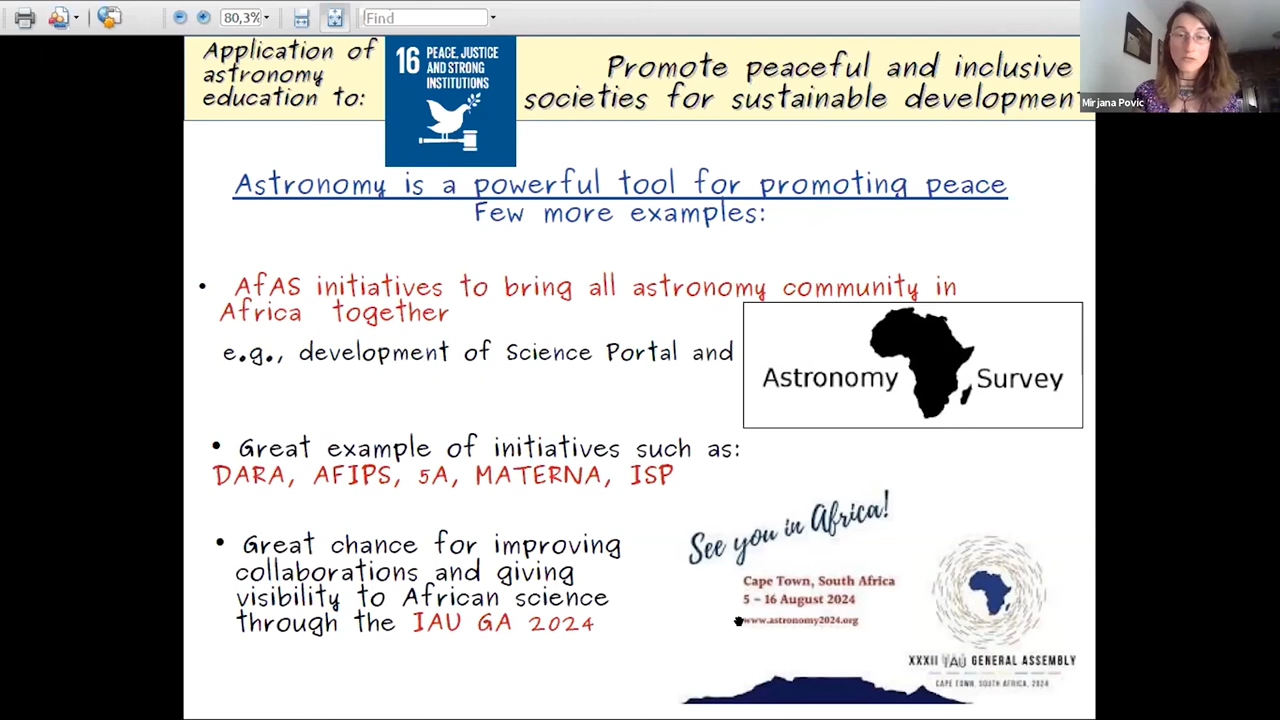 80,3%
Find
Application of
astronomy
education to:
16 PEACE, JUSTICE
AND STRONG
INSTITUTIONS
Promote peaceful and inclusive
societies for sustainable development
Mirjana Povic
Astronomy is a powerful tool for promoting peace
Few more examples:
• AfAS initiatives to bring all astronomy community in
Africa together
e.g., development of Science Portal and
Astronomy Survey
• Great example of initiatives such as:
DARA, AFIPS, 5A, MATERNA, ISP
• Great chance for improving
collaborations and giving
visibility to African science
through the IAU GA 2024
See you in Africa!
Cape Town, South Africa
5 – 16 August 2024
www.astronomy2024.org
XXXII IAU GENERAL ASSEMBLY
CAPE TOWN, SOUTH AFRICA, 2024